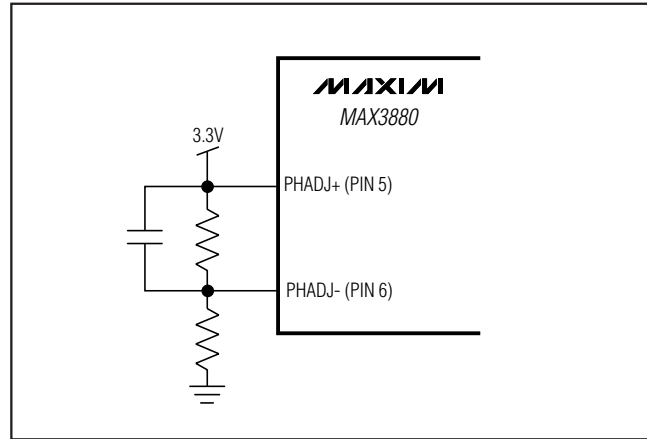 MAXIM
MAX3880
3.3V
PHADJ+ (PIN 5)
PHADJ- (PIN 6)